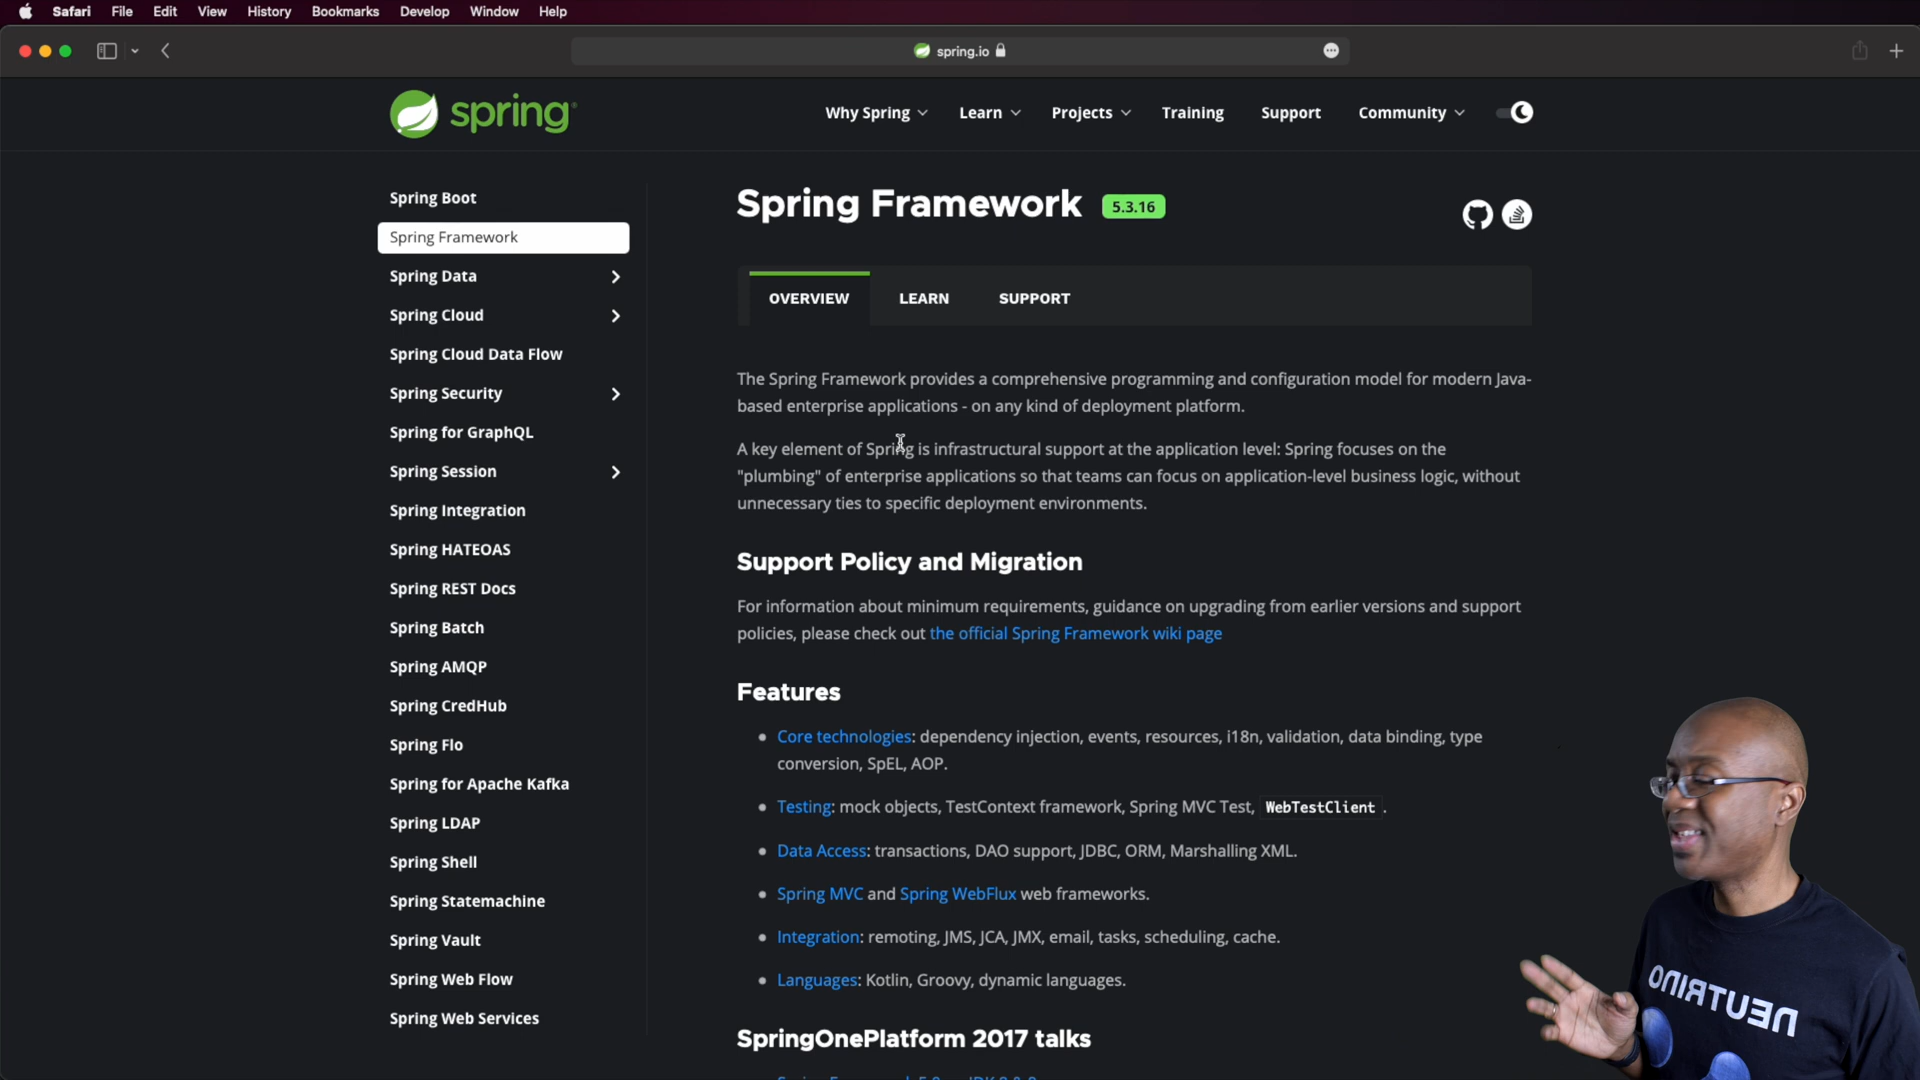 Safari File Edit View History Bookmarks Develop Window Help
spring.io
spring
Why Spring Learn Projects Training Support Community
Spring Boot
Spring Framework
Spring Data
Spring Cloud
Spring Cloud Data Flow
Spring Security
Spring for GraphQL
Spring Session
Spring Integration
Spring HATEOAS
Spring REST Docs
Spring Batch
Spring AMQP
Spring CredHub
Spring Flo
Spring for Apache Kafka
Spring LDAP
Spring Shell
Spring Statemachine
Spring Vault
Spring Web Flow
Spring Web Services
Spring Framework 5.3.16
OVERVIEW LEARN SUPPORT
The Spring Framework provides a comprehensive programming and configuration model for modern Java-
based enterprise applications - on any kind of deployment platform.
A key element of Spring is infrastructural support at the application level: Spring focuses on the
"plumbing" of enterprise applications so that teams can focus on application-level business logic, without
unnecessary ties to specific deployment environments.
Support Policy and Migration
For information about minimum requirements, guidance on upgrading from earlier versions and support
policies, please check out the official Spring Framework wiki page
Features
• Core technologies: dependency injection, events, resources, i18n, validation, data binding, type
conversion, SpEL, AOP.
• Testing: mock objects, TestContext framework, Spring MVC Test, WebTestClient .
• Data Access: transactions, DAO support, JDBC, ORM, Marshalling XML.
• Spring MVC and Spring WebFlux web frameworks.
• Integration: remoting, JMS, JCA, JMX, email, tasks, scheduling, cache.
• Languages: Kotlin, Groovy, dynamic languages.
SpringOnePlatform 2017 talks
NEUTRINO